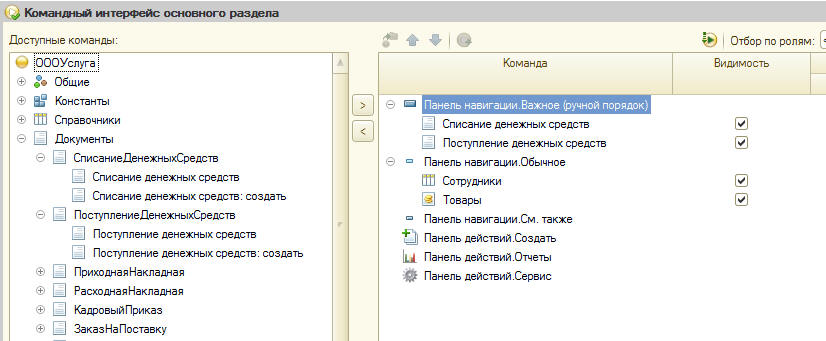 Командный интерфейс основного раздела
Доступные команды:
ОООУслуга
Общие
Константы
Справочники
Документы
СписаниеДенежныхСредств
Списание денежных средств
Списание денежных средств: создать
ПоступлениеДенежныхСредств
Поступление денежных средств
Поступление денежных средств: создать
ПриходнаяНакладная
РасходнаяНакладная
КадровыйПриказ
ЗаказНаПоставку
Отбор по ролям:
Команда Видимость
Панель навигации.Важное (ручной порядок)
Списание денежных средств
Поступление денежных средств
Панель навигации.Обычное
Сотрудники
Товары
Панель навигации.См. также
Панель действий.Создать
Панель действий.Отчеты
Панель действий.Сервис